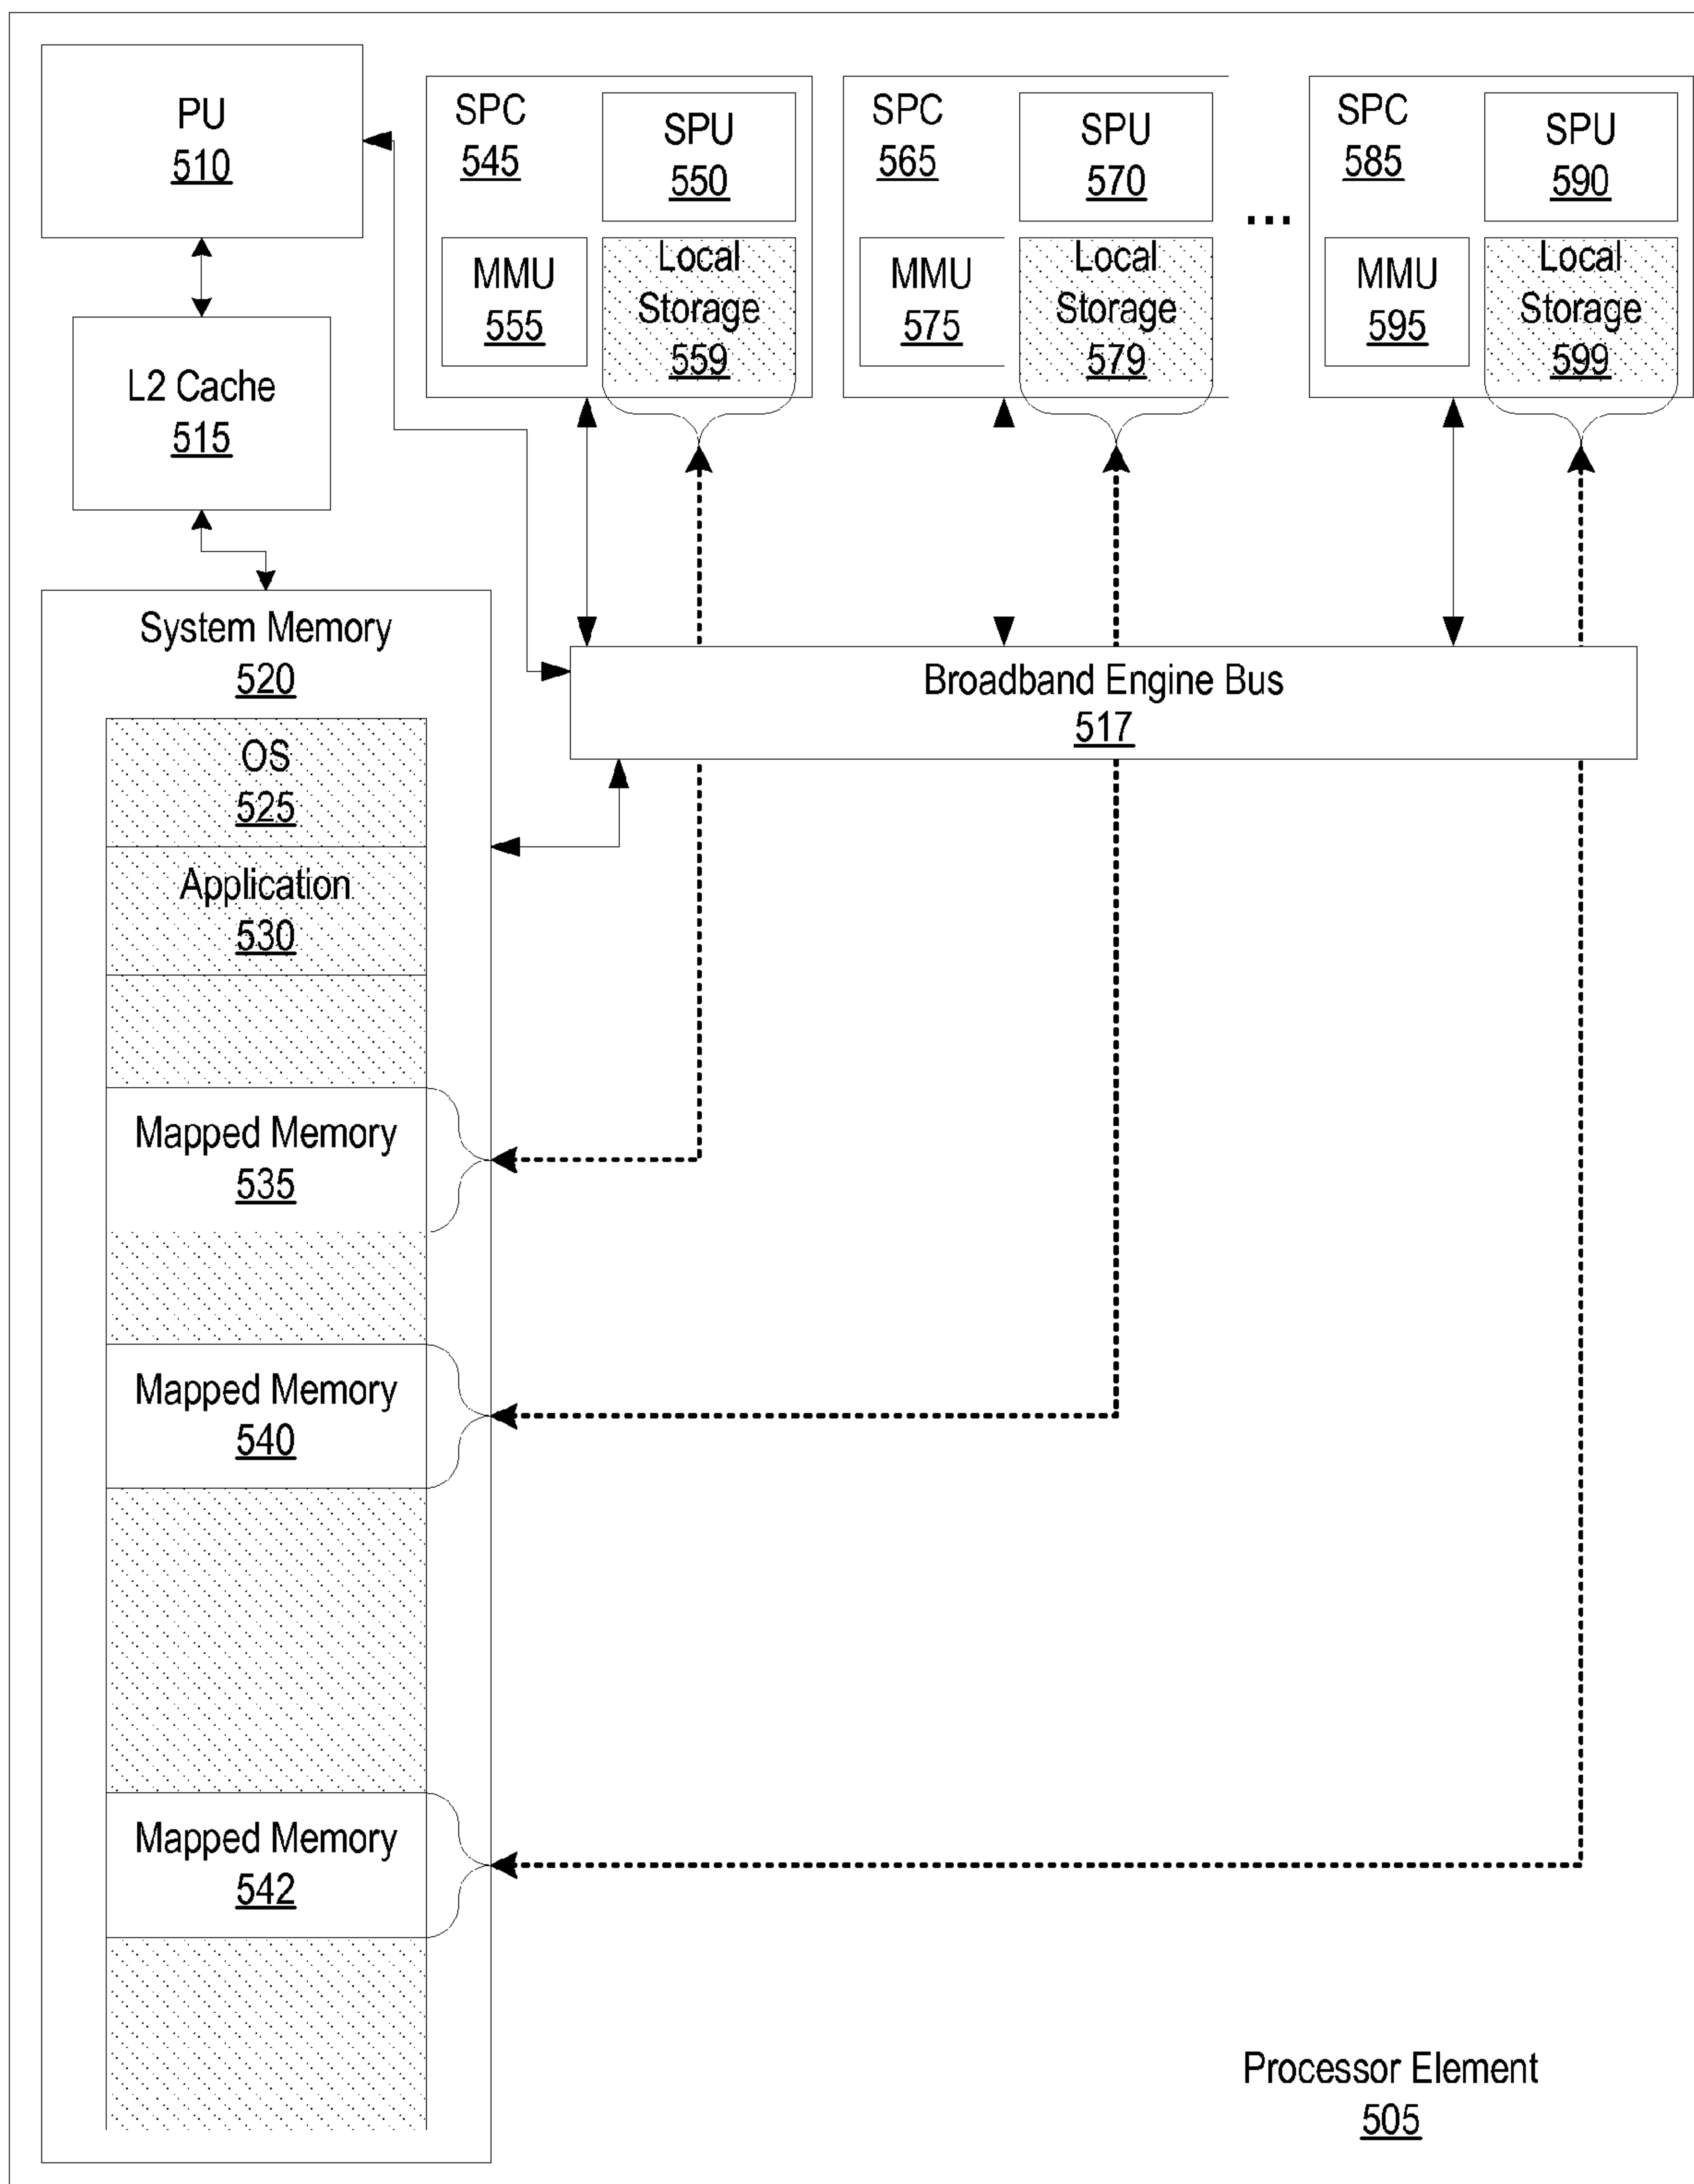 PU
510
L2 Cache
515
SPC
545
SPU
550
MMU
555
Local
Storage
559
SPC
565
SPU
570
MMU
575
Local
Storage
579
...
SPC
585
SPU
590
MMU
595
Local
Storage
599
Broadband Engine Bus
517
System Memory
520
OS
525
Application
530
Mapped Memory
535
Mapped Memory
540
Mapped Memory
542
Processor Element
505